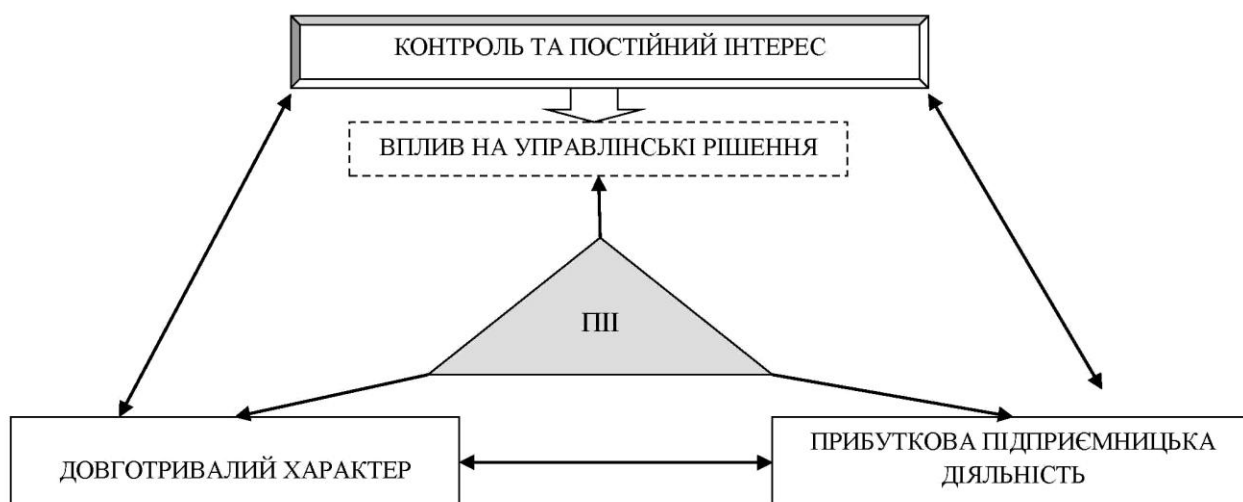 КОНТРОЛЬ ТА ПОСТІЙНИЙ ІНТЕРЕС
ВПЛИВ НА УПРАВЛІНСЬКІ РІШЕННЯ
ПІІ
ДОВГОТРИВАЛИЙ ХАРАКТЕР
ПРИБУТКОВА ПІДПРИЄМНИЦЬКА
ДІЯЛЬНІСТЬ